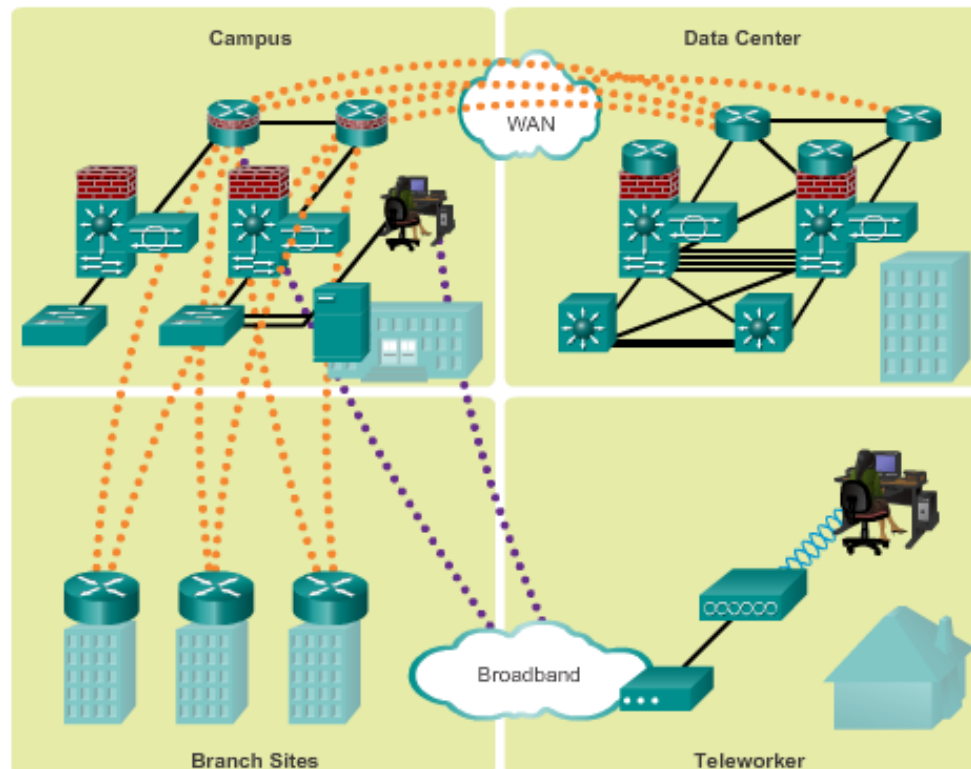 Campus
Data Center
WAN
Broadband
Branch Sites
Teleworker